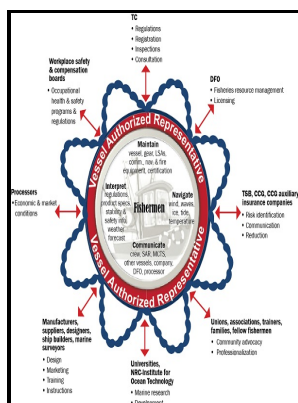 TC
• Regulations
• Registration
• Inspections
• Consultation
Workplace safety
& compensation
boards
• Occupational
health & safety
programs &
regulations
DFO
• Fisheries resource management
• Licensing
Vessel Authorized Representative
Maintain
vessel, gear, LSAs,
comm., nav. & fire
equipment, certification
Interpret
regulations,
product specs,
stability &
safety info,
weather
forecast
Fishermen
Navigate
wind, waves,
ice, tide,
temperature
Communicate
crew, SAR, MCTS,
other vessels, company,
DFO, processor
Vessel Authorized Representative
Processors
• Economic & market
conditions
TSB, CCG, CCG auxiliary
insurance companies
• Risk identification
• Communication
• Reduction
Manufacturers,
suppliers, designers,
ship builders, marine
surveyors
• Design
• Marketing
• Training
• Instructions
Unions, associations, trainers,
families, fellow fishermen
• Community advocacy
• Professionalization
Universities,
NRC-Institute for
Ocean Technology
• Marine research
• Development